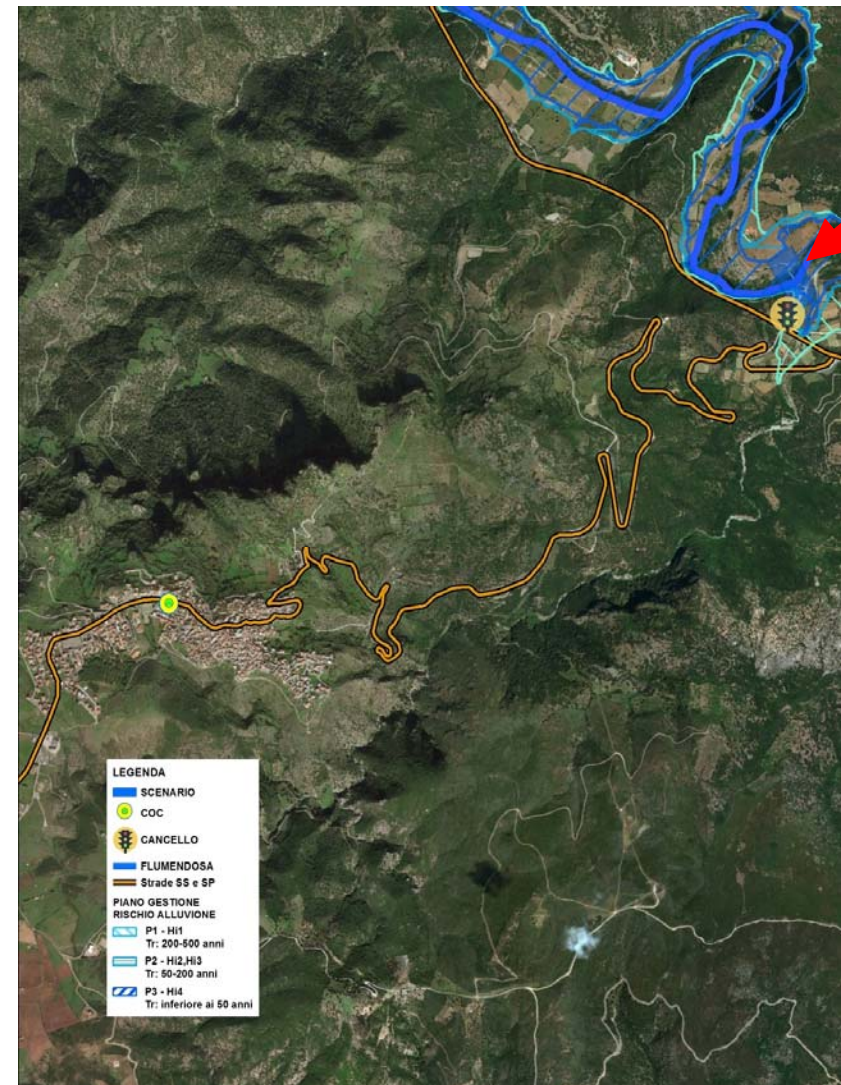 LEGENDA
SCENARIO
COC
CANCELLO
FLUMENDOSA
Strade SS e SP
PIANO GESTIONE
RISCHIO ALLUVIONE
P1 - Hi1
Tr: 200-500 anni
P2 - Hi2,Hi3
Tr: 50-200 anni
P3 - Hi4
Tr: inferiore ai 50 anni